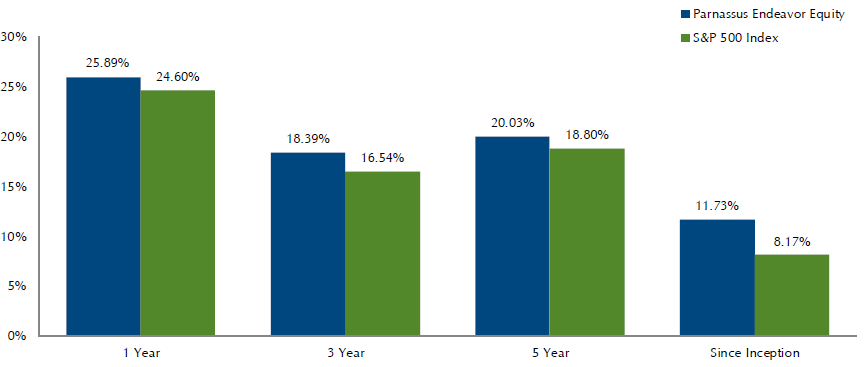 Parnassus Endeavor Equity
S&P 500 Index
30%
25%
20%
15%
10%
5%
0%
25.89%
24.60%
18.39%
16.54%
20.03%
18.80%
11.73%
8.17%
1 Year
3 Year
5 Year
Since Inception